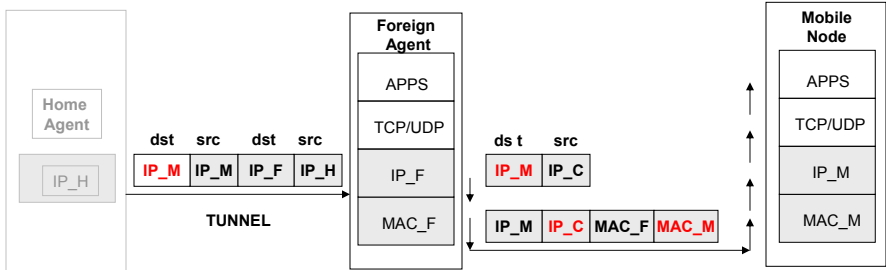 Home
Agent
IP_H
dst src dst src
IP_M IP_M IP_F IP_H
TUNNEL
Foreign
Agent
APPS
TCP/UDP
IP_F
MAC_F
ds t src
IP_M IP_C
IP_M IP_C MAC_F MAC_M
Mobile
Node
APPS
TCP/UDP
IP_M
MAC_M